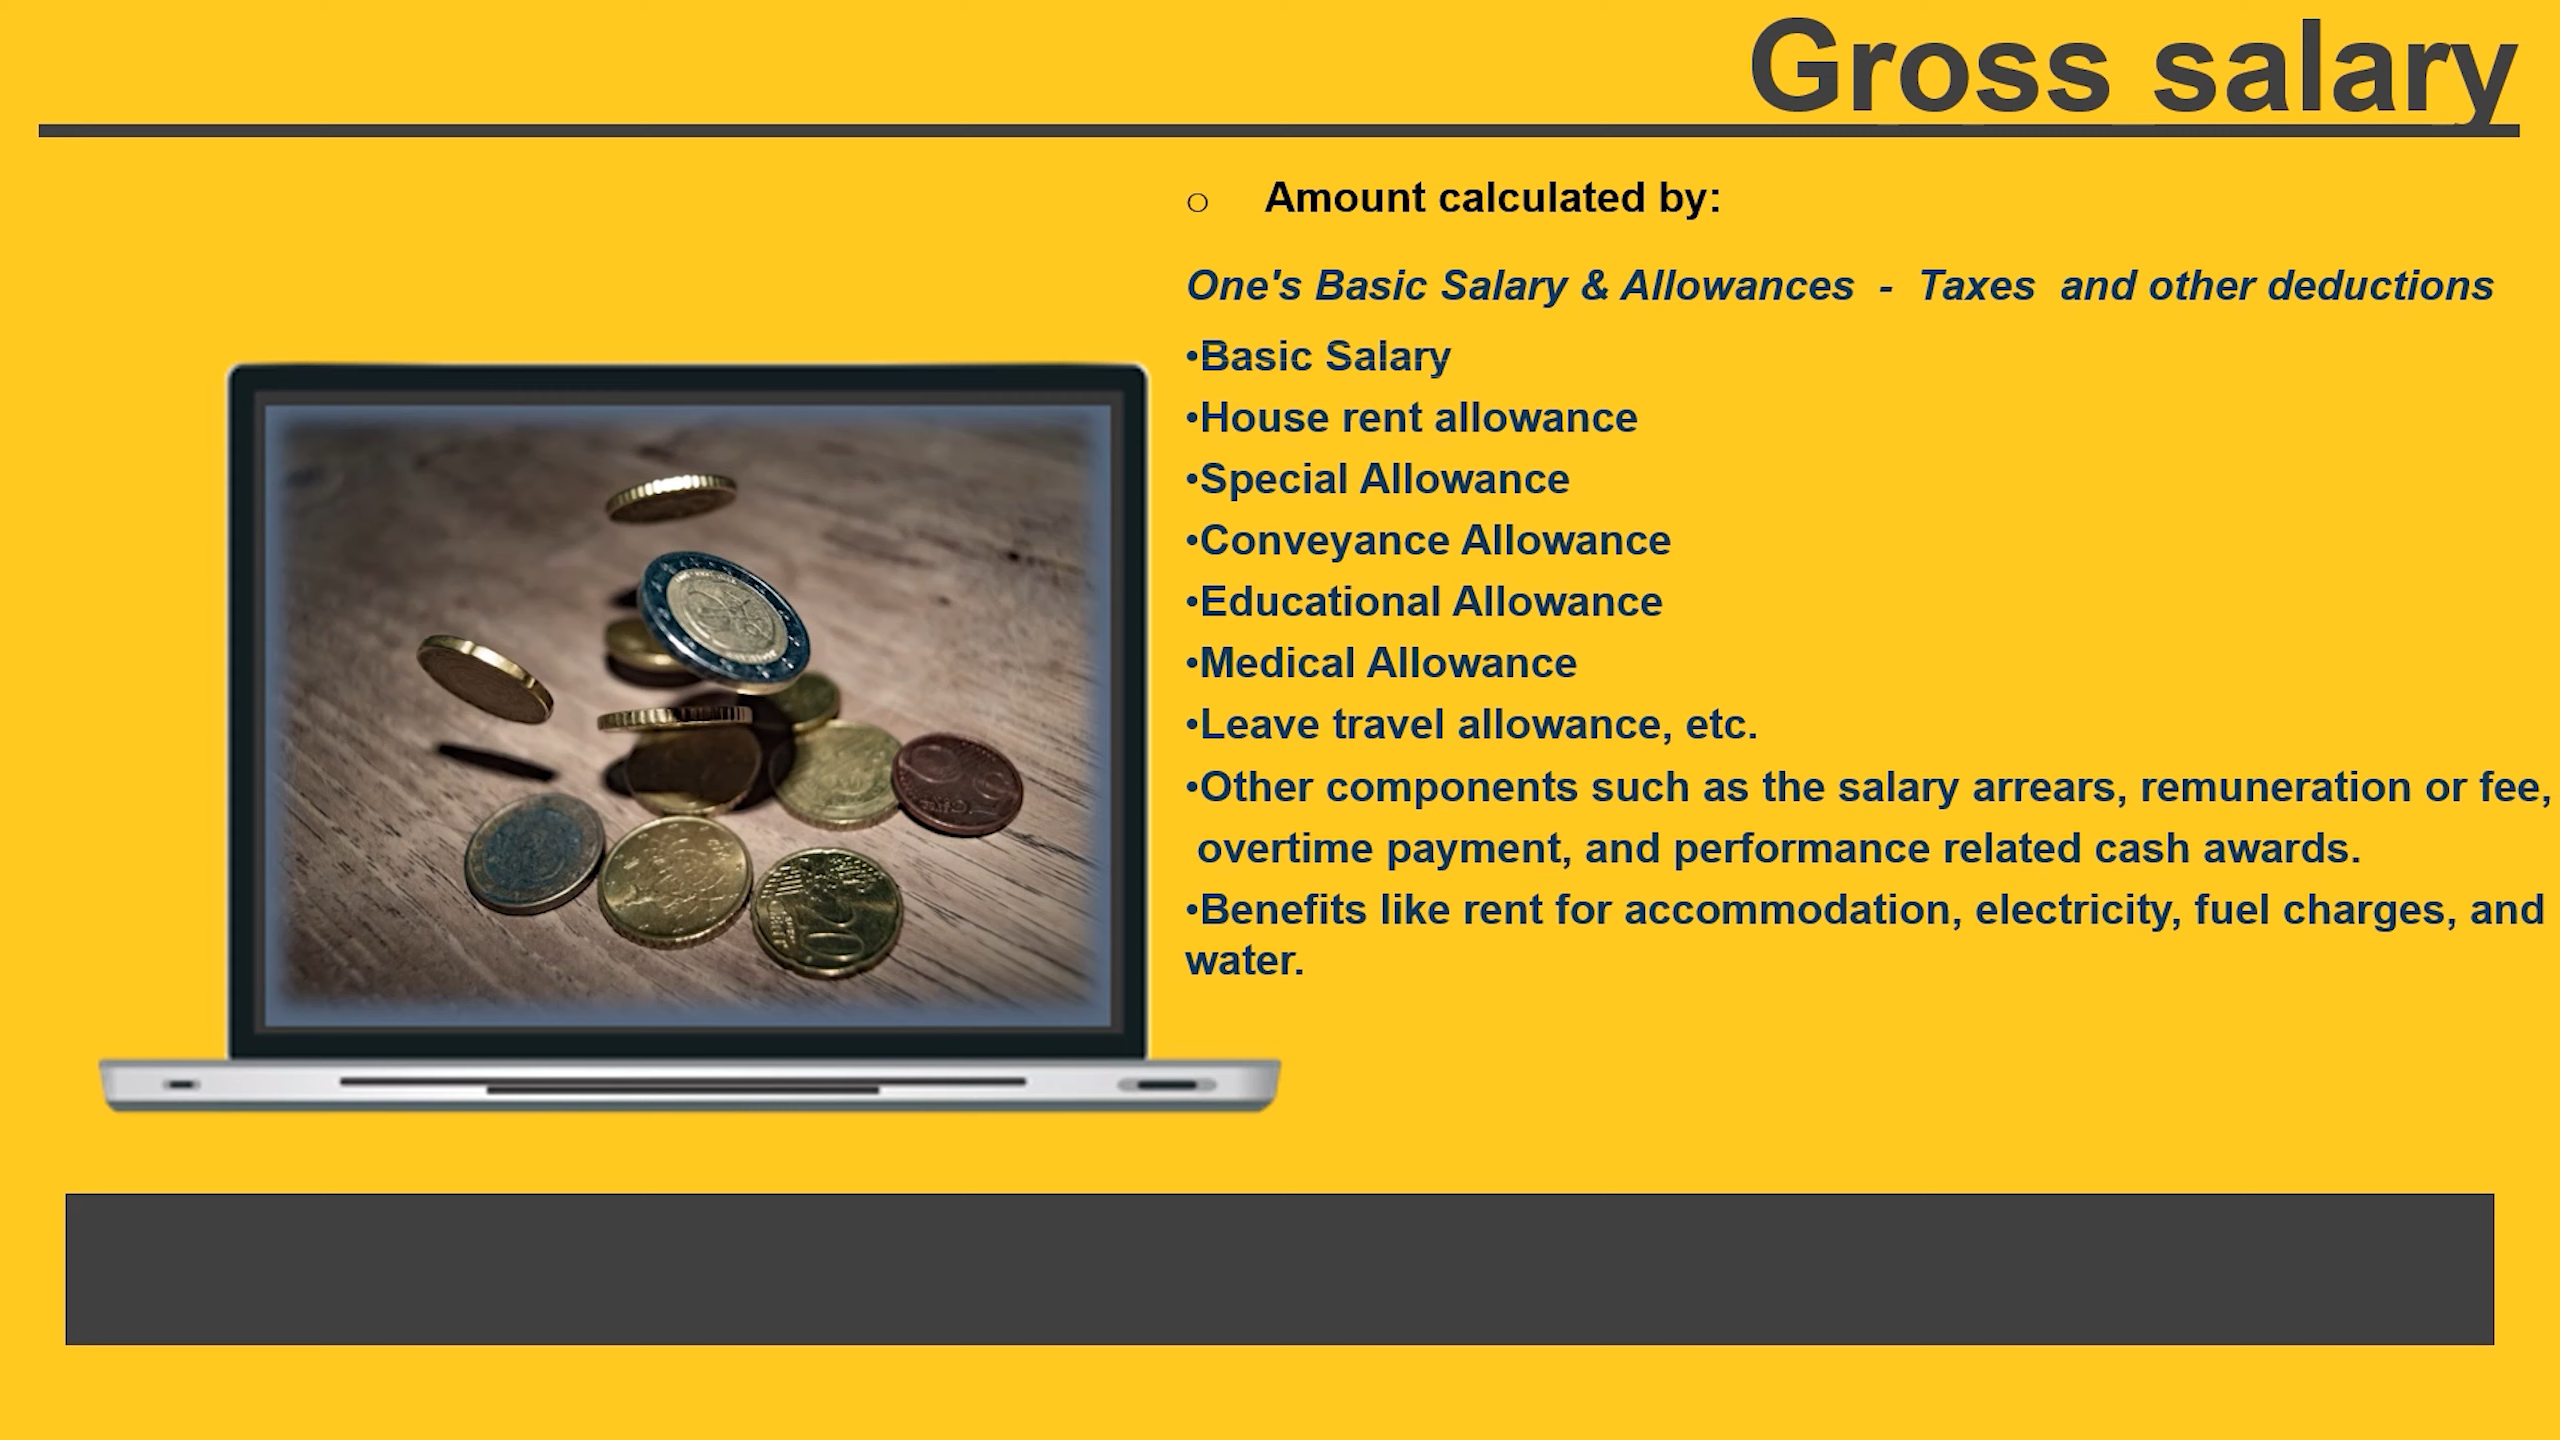 Gross salary
o Amount calculated by:
One's Basic Salary & Allowances - Taxes and other deductions
•Basic Salary
•House rent allowance
•Special Allowance
•Conveyance Allowance
•Educational Allowance
•Medical Allowance
•Leave travel allowance, etc.
•Other components such as the salary arrears, remuneration or fee,
overtime payment, and performance related cash awards.
•Benefits like rent for accommodation, electricity, fuel charges, and
water.